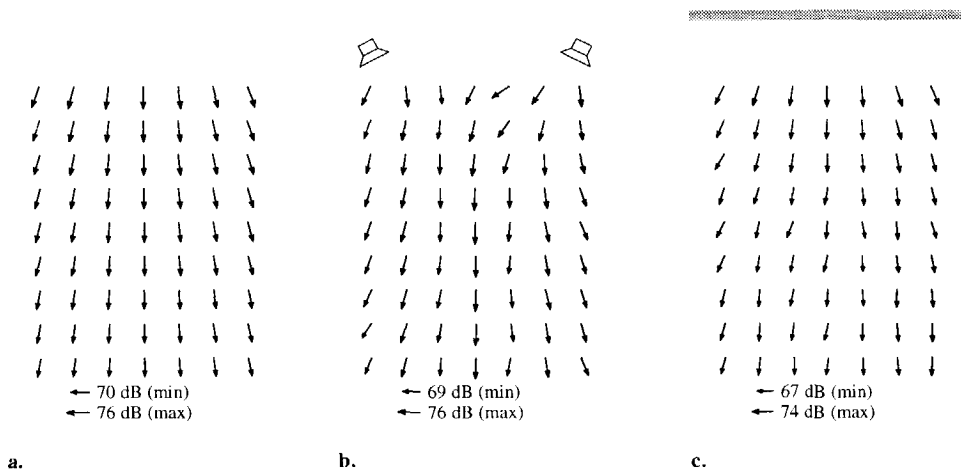 70 dB (min)
76 dB (max)
69 dB (min)
76 dB (max)
67 dB (min)
74 dB (max)
a.
b.
c.